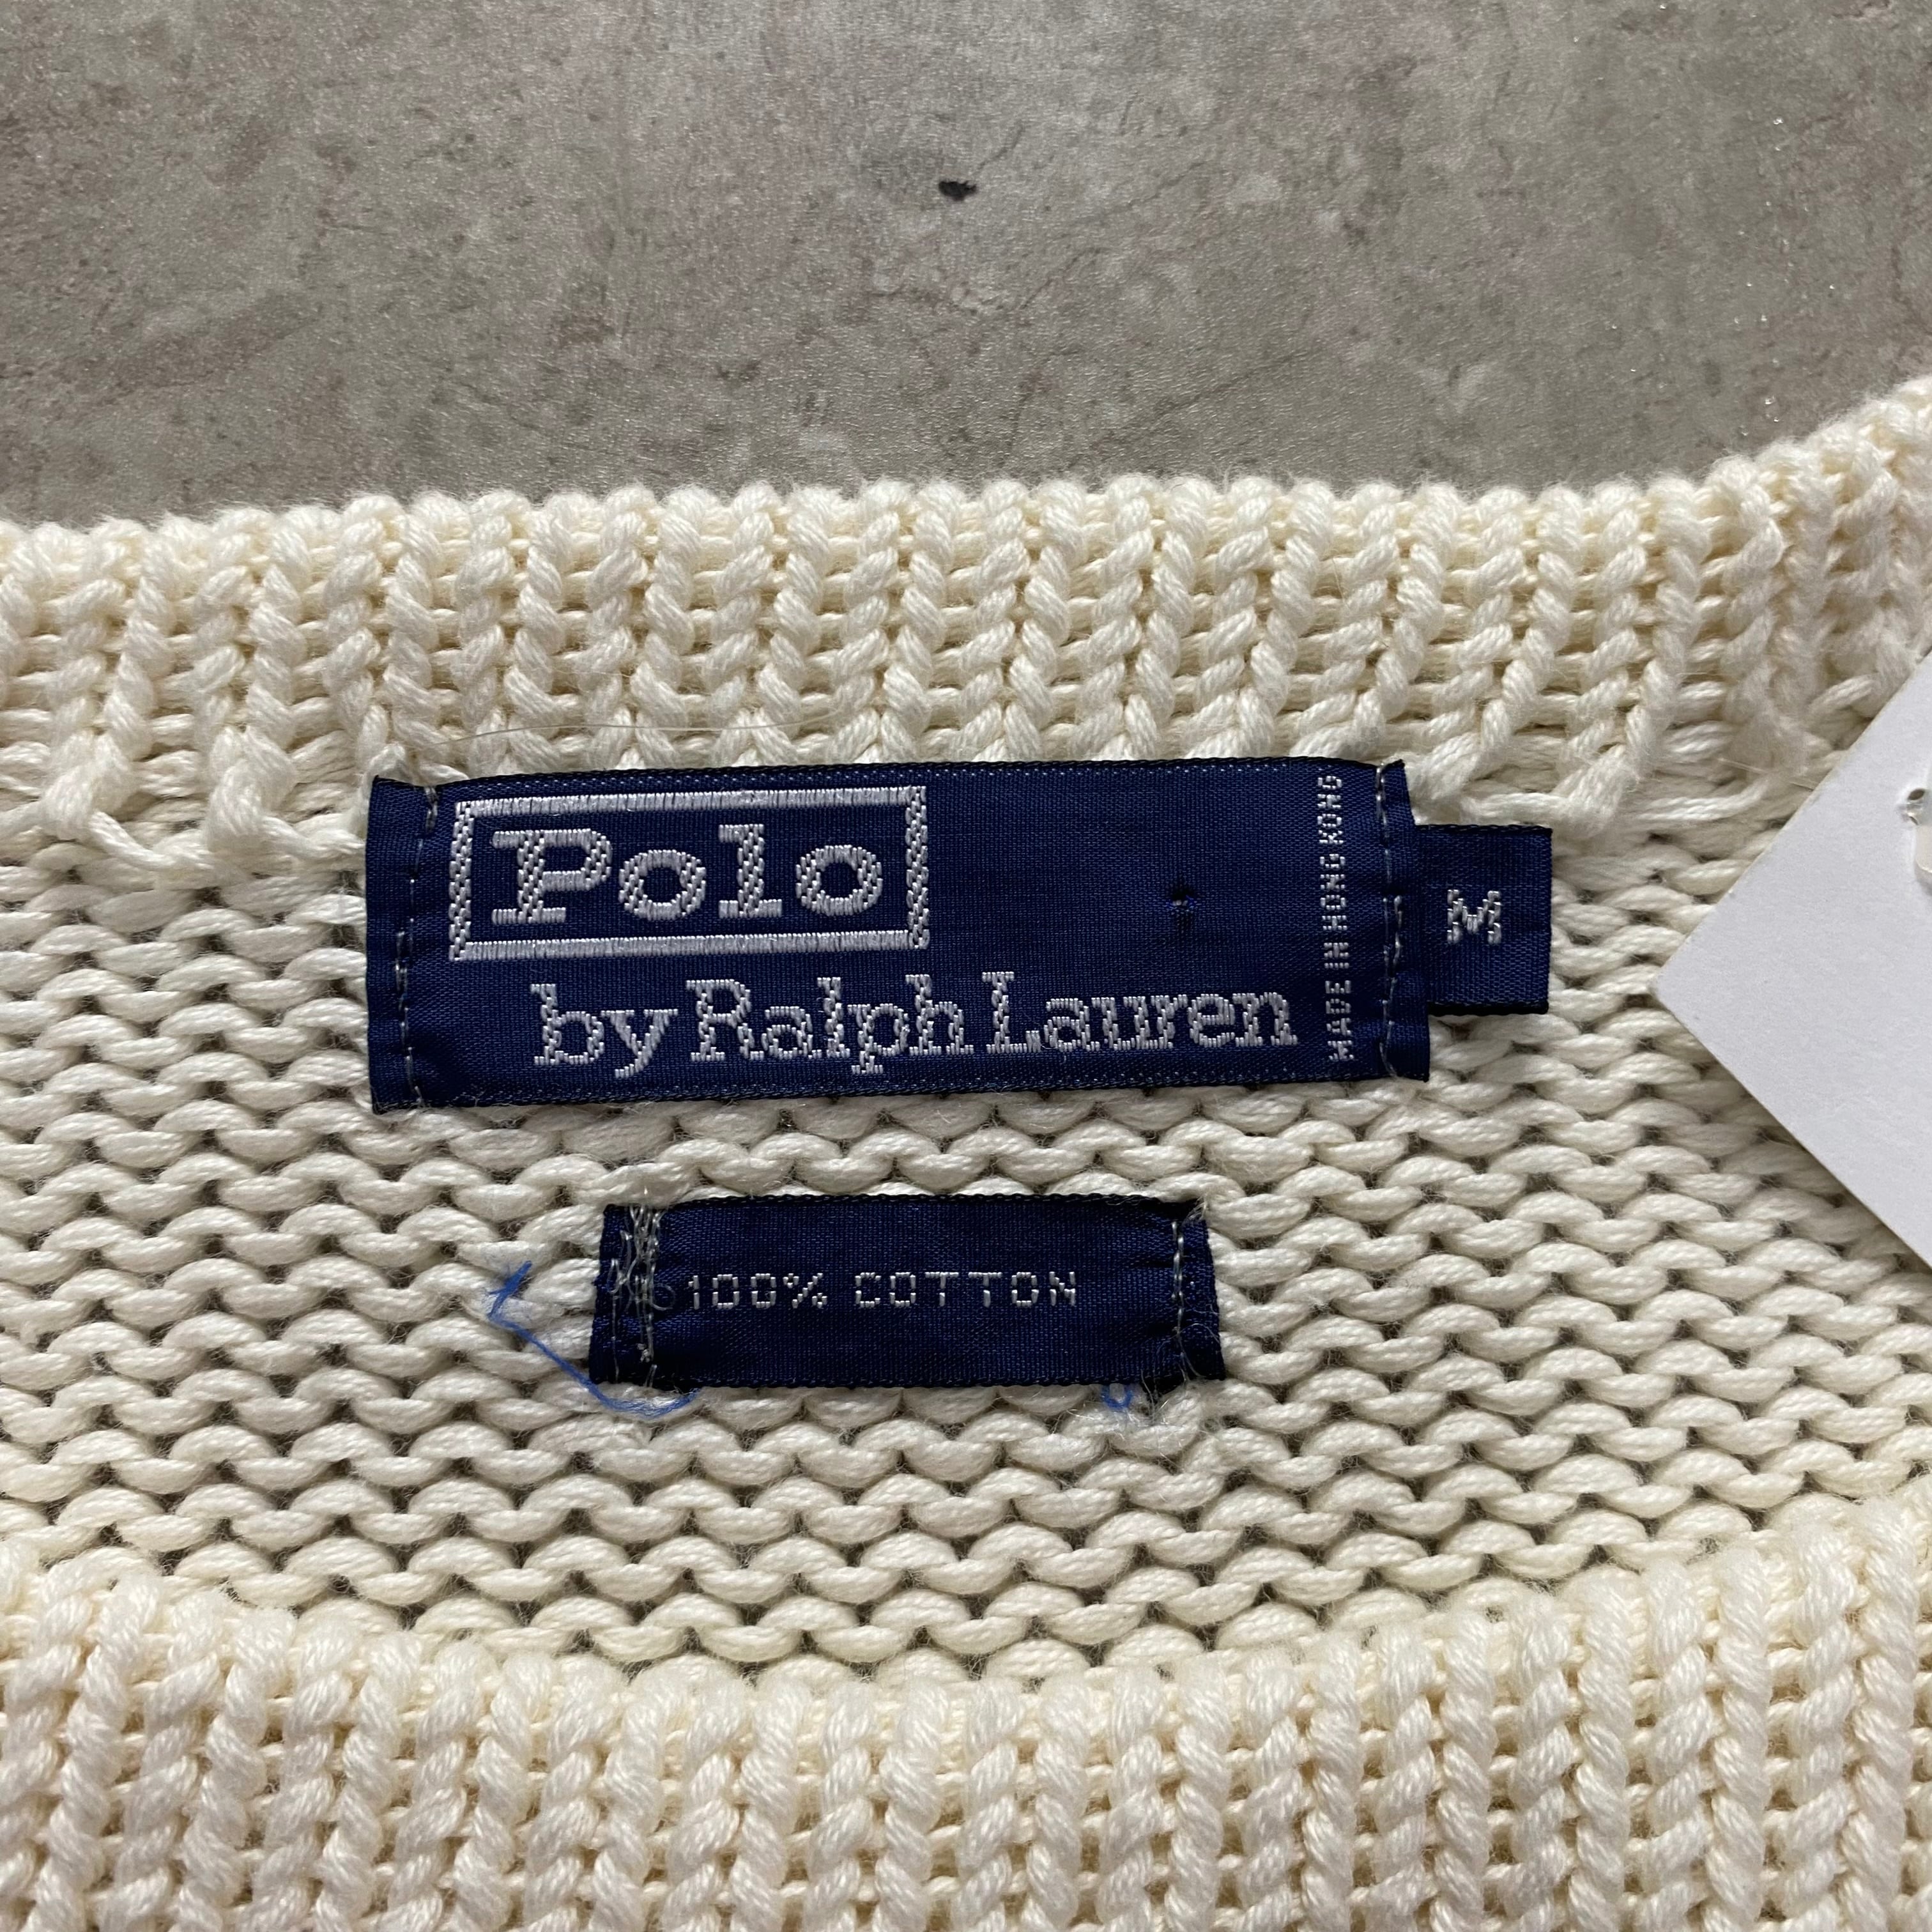 Polo
by Ralph Lauren
MADE IN HONG KONG
M
100% COTTON